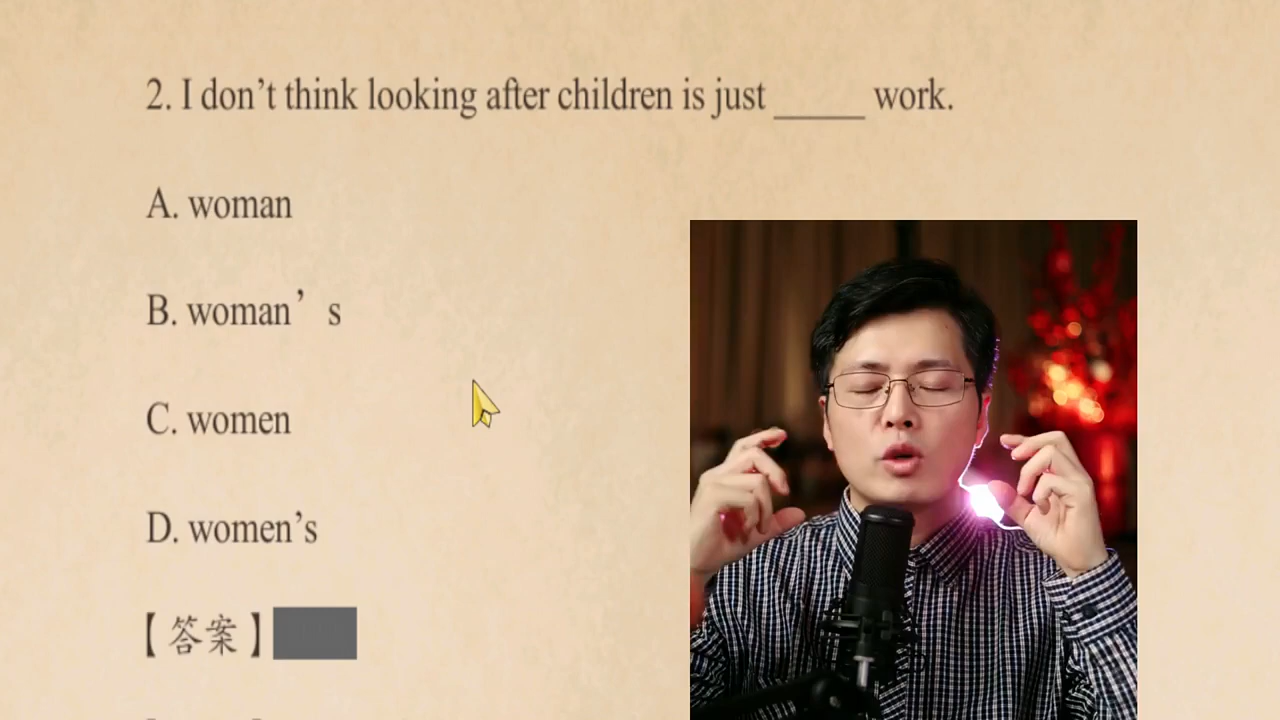 2. I don’t think looking after children is just _____ work.
A. woman
B. woman’ s
C. women
D. women’s
【答案】